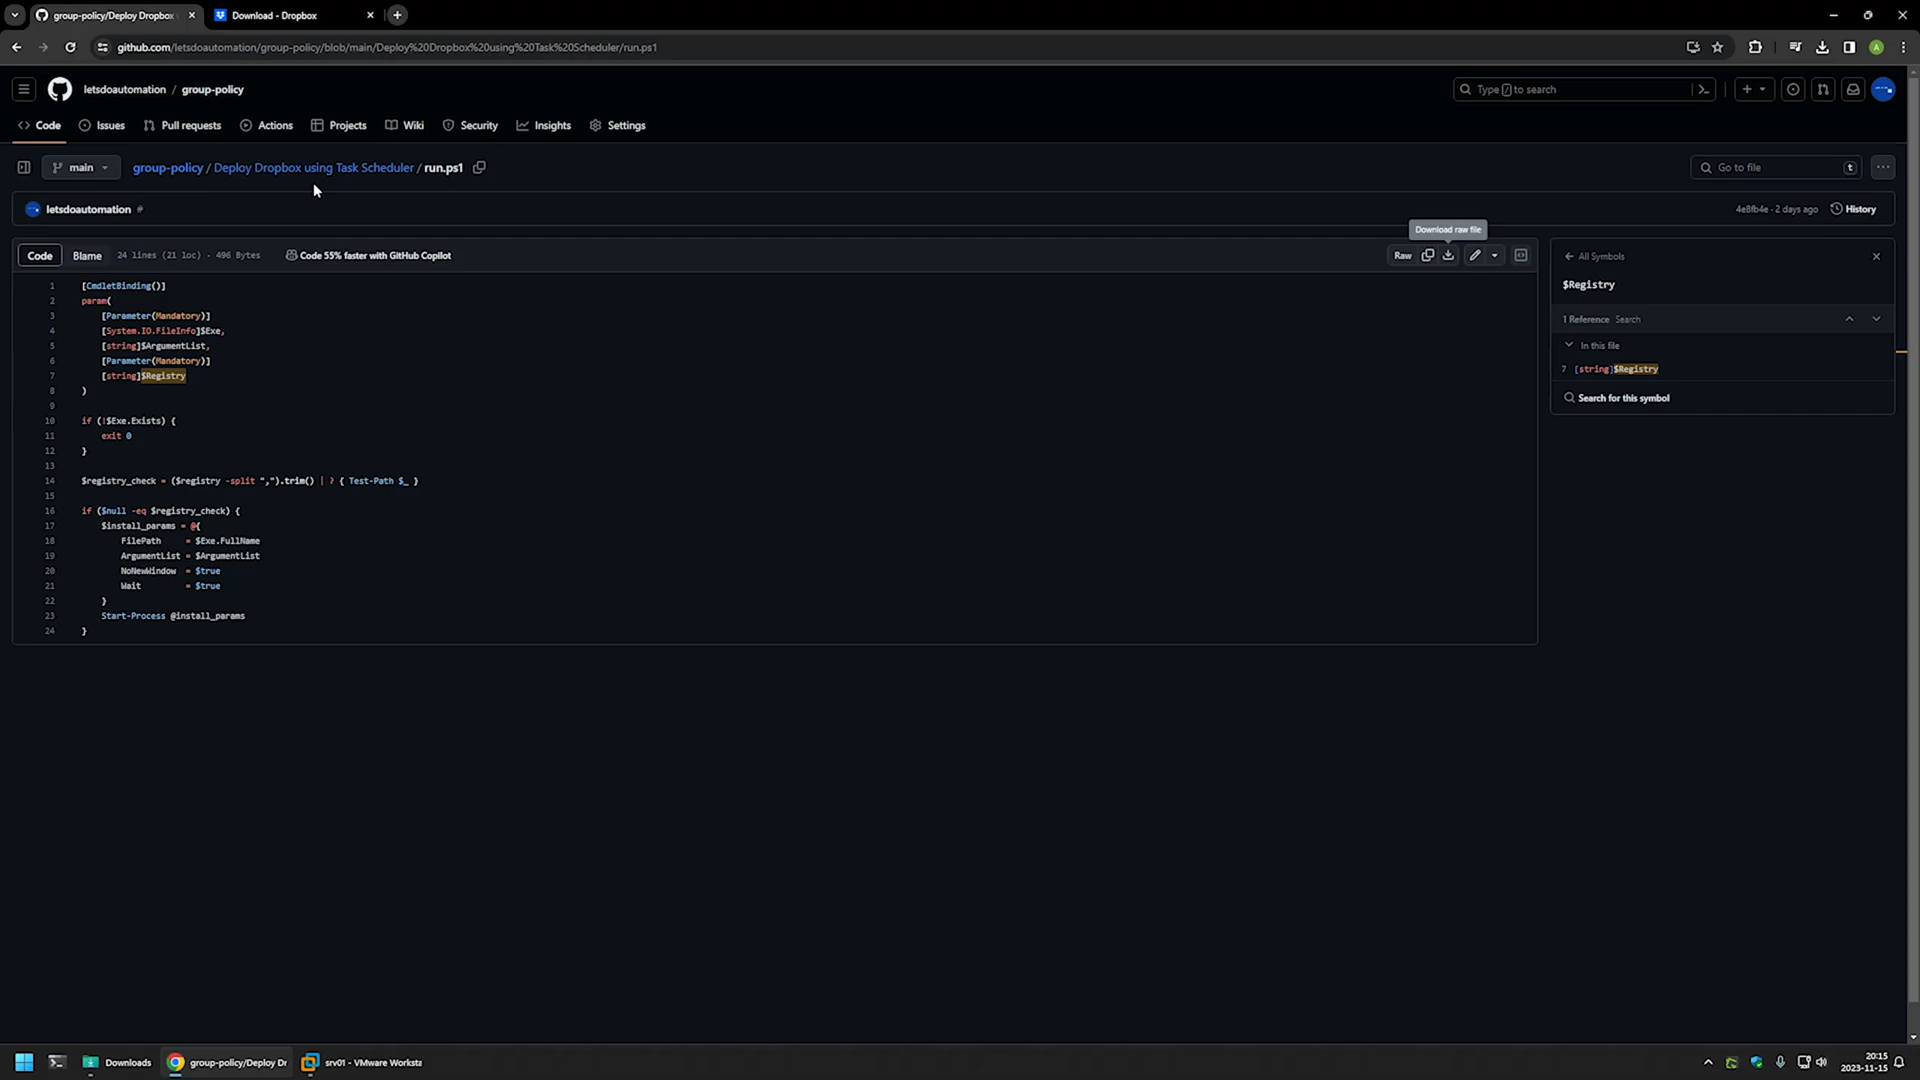 group-policy/Deploy Dropbox
Download - Dropbox
github.com/letsdoautomation/group-policy/blob/main/Deploy%20Dropbox%20using%20Task%20Scheduler/run.ps1
A
letsdoautomation / group-policy
Type / to search
Code
Issues
Pull requests
Actions
Projects
Wiki
Security
Insights
Settings
main
group-policy / Deploy Dropbox using Task Scheduler / run.ps1
Go to file
t
letsdoautomation
4e8fb4e · 2 days ago
History
Download raw file
Code
Blame
24 lines (21 loc) · 496 Bytes
Code 55% faster with GitHub Copilot
Raw
1 [CmdletBinding()]
2 param(
3 [Parameter(Mandatory)]
4 [System.IO.FileInfo]$Exe,
5 [string]$ArgumentList,
6 [Parameter(Mandatory)]
7 [string]$Registry
8 )
9
10 if (!$Exe.Exists) {
11 exit 0
12 }
13
14 $registry_check = ($registry -split ",").trim() | ? { Test-Path $_ }
15
16 if ($null -eq $registry_check) {
17 $install_params = @{
18 FilePath = $Exe.FullName
19 ArgumentList = $ArgumentList
20 NoNewWindow = $true
21 Wait = $true
22 }
23 Start-Process @install_params
24 }
All Symbols
$Registry
1 Reference Search
In this file
7 [string]$Registry
Search for this symbol
Downloads
group-policy/Deploy Dr
srv01 - VMware Worksta
20:15
2023-11-15